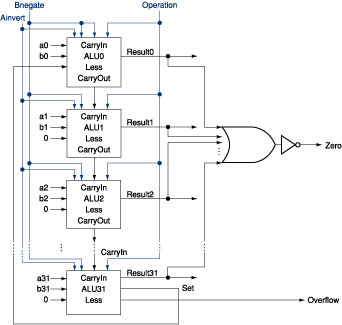 Bnegate
Operation
Ainvert
a0
CarryIn
Result0
b0
ALU0
Less
CarryOut
a1
CarryIn
Result1
b1
ALU1
0
Less
CarryOut
Zero
a2
CarryIn
b2
ALU2
Result2
0
Less
CarryOut
CarryIn
a31
CarryIn
Result31
b31
ALU31
Set
0
Less
Overflow